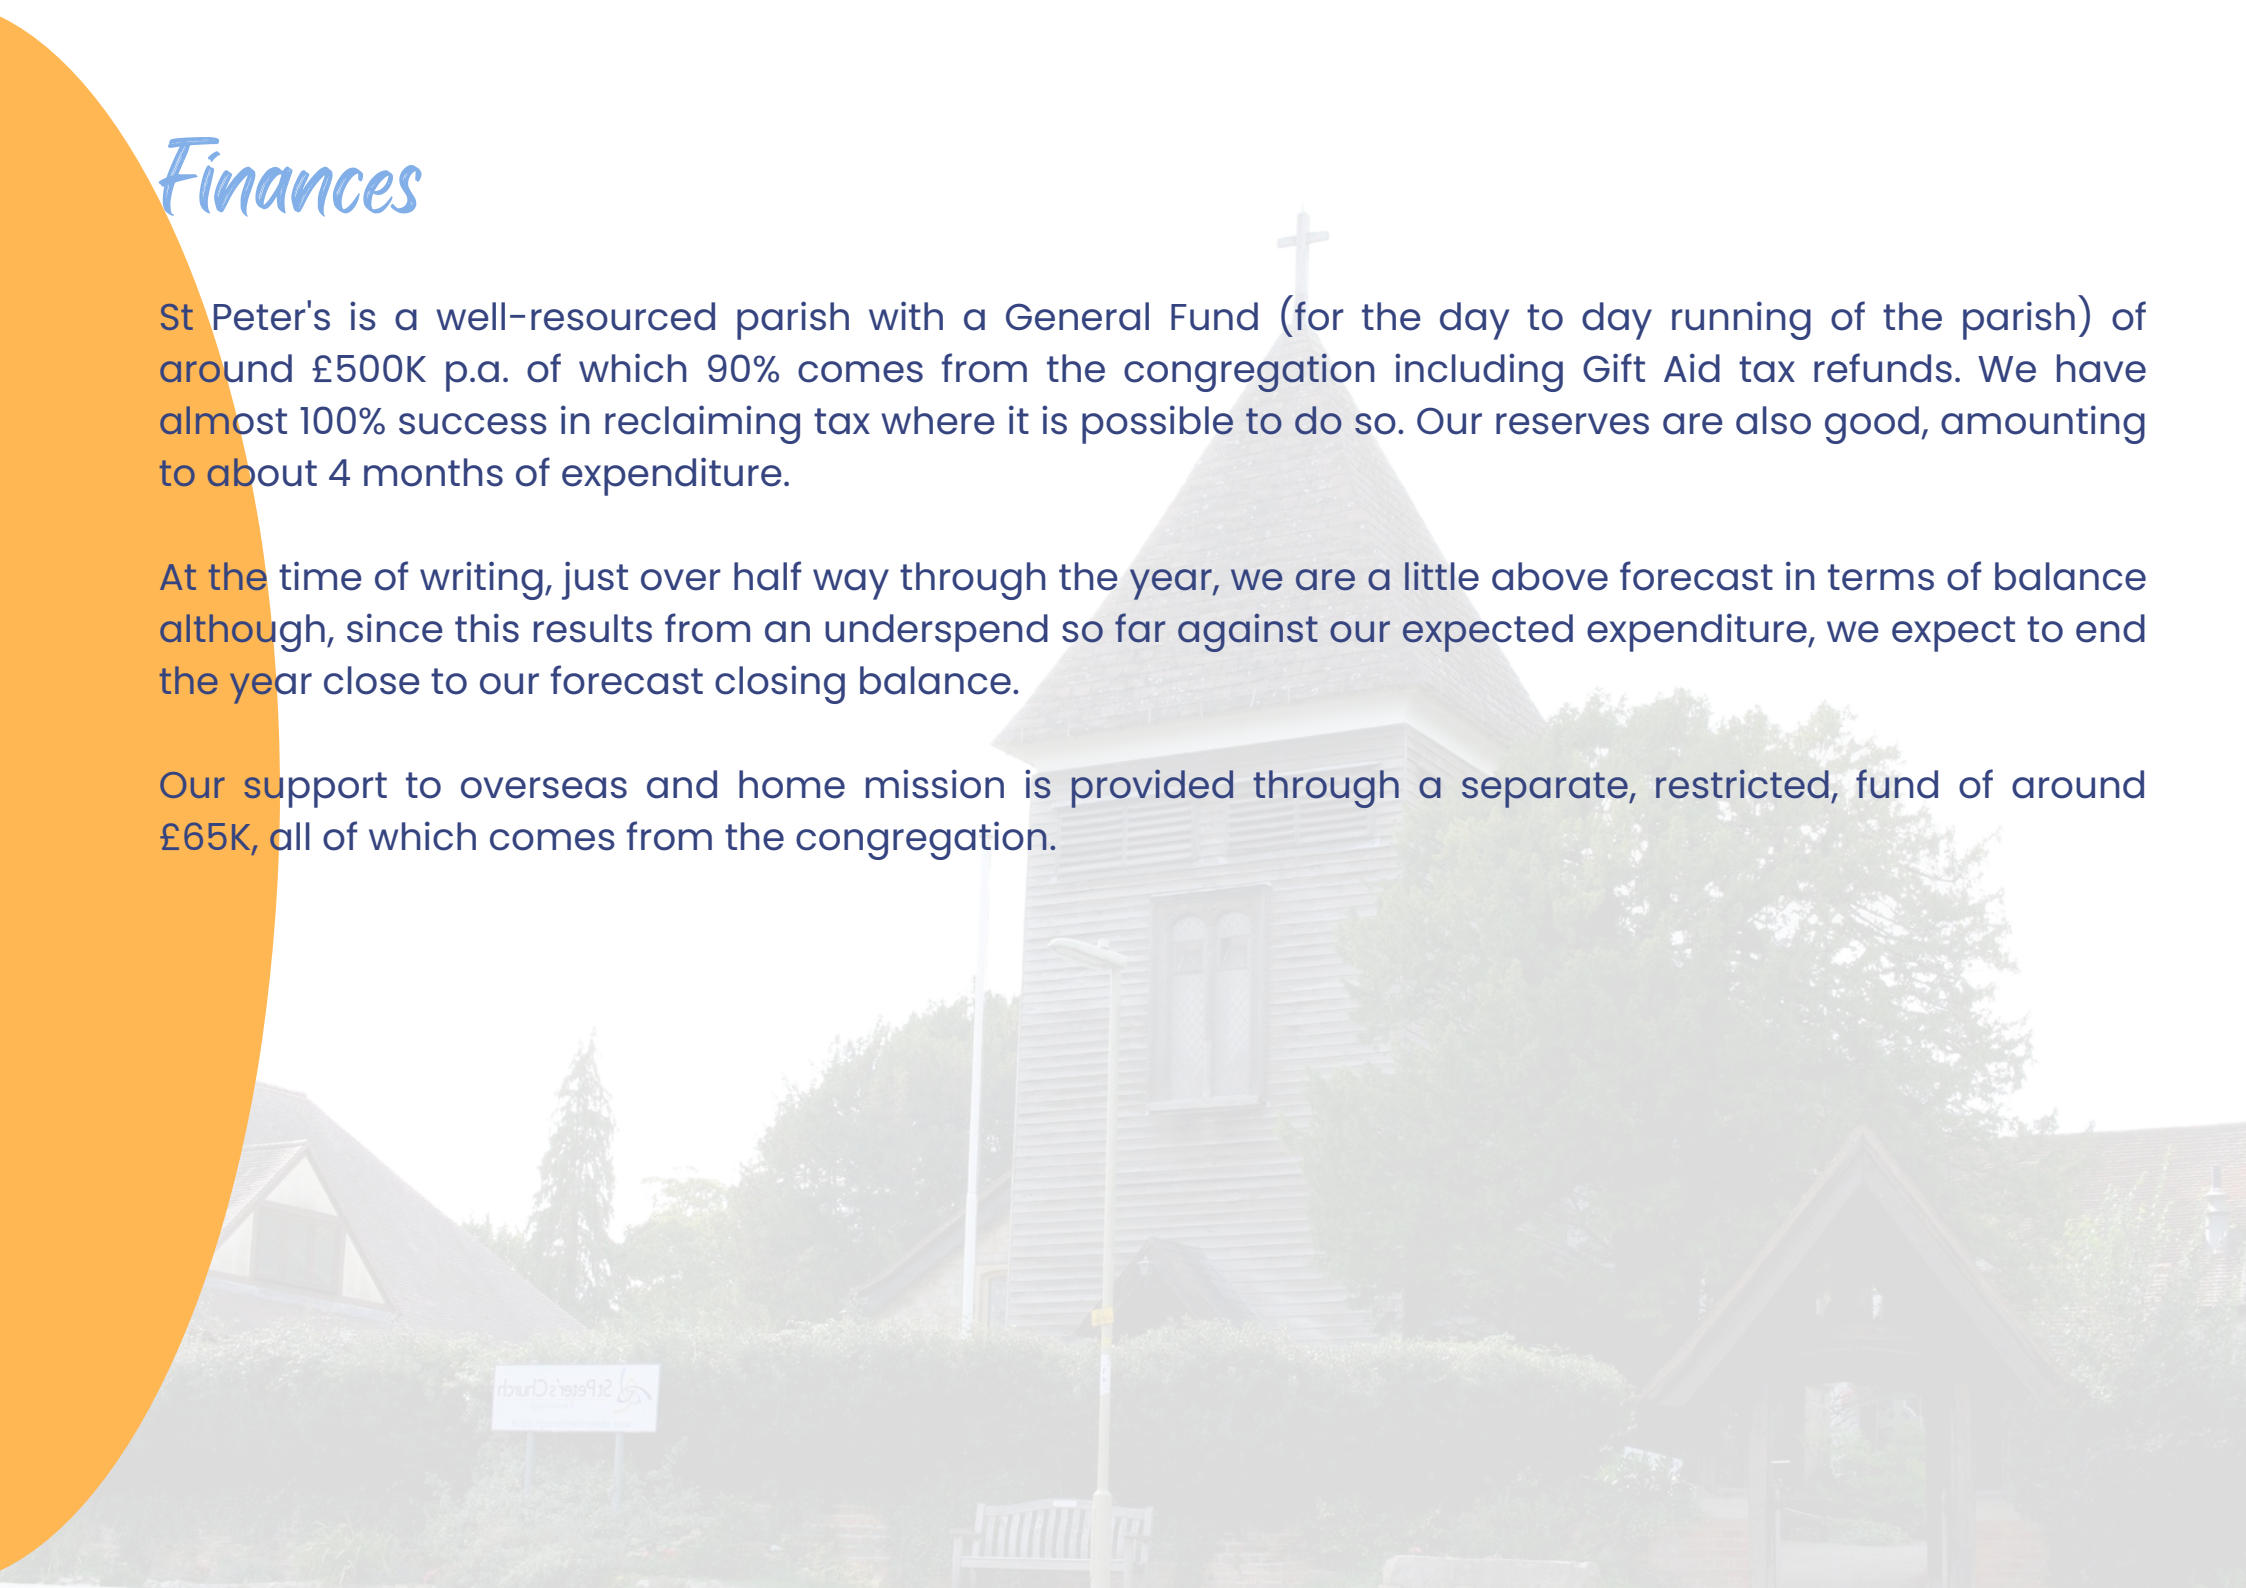 Finances
St Peter's is a well-resourced parish with a General Fund (for the day to day running of the parish) of
around £500K p.a. of which 90% comes from the congregation including Gift Aid tax refunds. We have
almost 100% success in reclaiming tax where it is possible to do so. Our reserves are also good, amounting
to about 4 months of expenditure.
At the time of writing, just over half way through the year, we are a little above forecast in terms of balance
although, since this results from an underspend so far against our expected expenditure, we expect to end
the year close to our forecast closing balance.
Our support to overseas and home mission is provided through a separate, restricted, fund of around
£65K, all of which comes from the congregation.
St Peter's Church